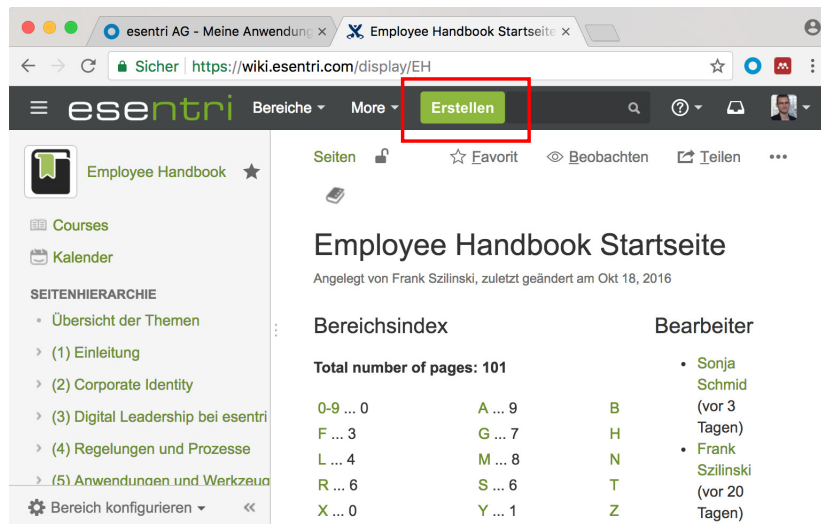 esentri AG - Meine Anwendung
Employee Handbook Startseite
Sicher https://wiki.esentri.com/display/EH
esentri Bereiche More Erstellen
Seiten Favorit Beobachten Teilen
Employee Handbook
Courses
Kalender
SEITENHIERARCHIE
Übersicht der Themen
(1) Einleitung
(2) Corporate Identity
(3) Digital Leadership bei esentri
(4) Regelungen und Prozesse
(5) Anwendungen und Werkzeug
Bereich konfigurieren
Employee Handbook Startseite
Angelegt von Frank Szilinski, zuletzt geändert am Okt 18, 2016
Bereichsindex
Total number of pages: 101
0-9 ... 0 A ... 9 B
F ... 3 G ... 7 H
L ... 4 M ... 8 N
R ... 6 S ... 6 T
X ... 0 Y ... 1 Z
Bearbeiter
Sonja
Schmid
(vor 3
Tagen)
Frank
Szilinski
(vor 20
Tagen)